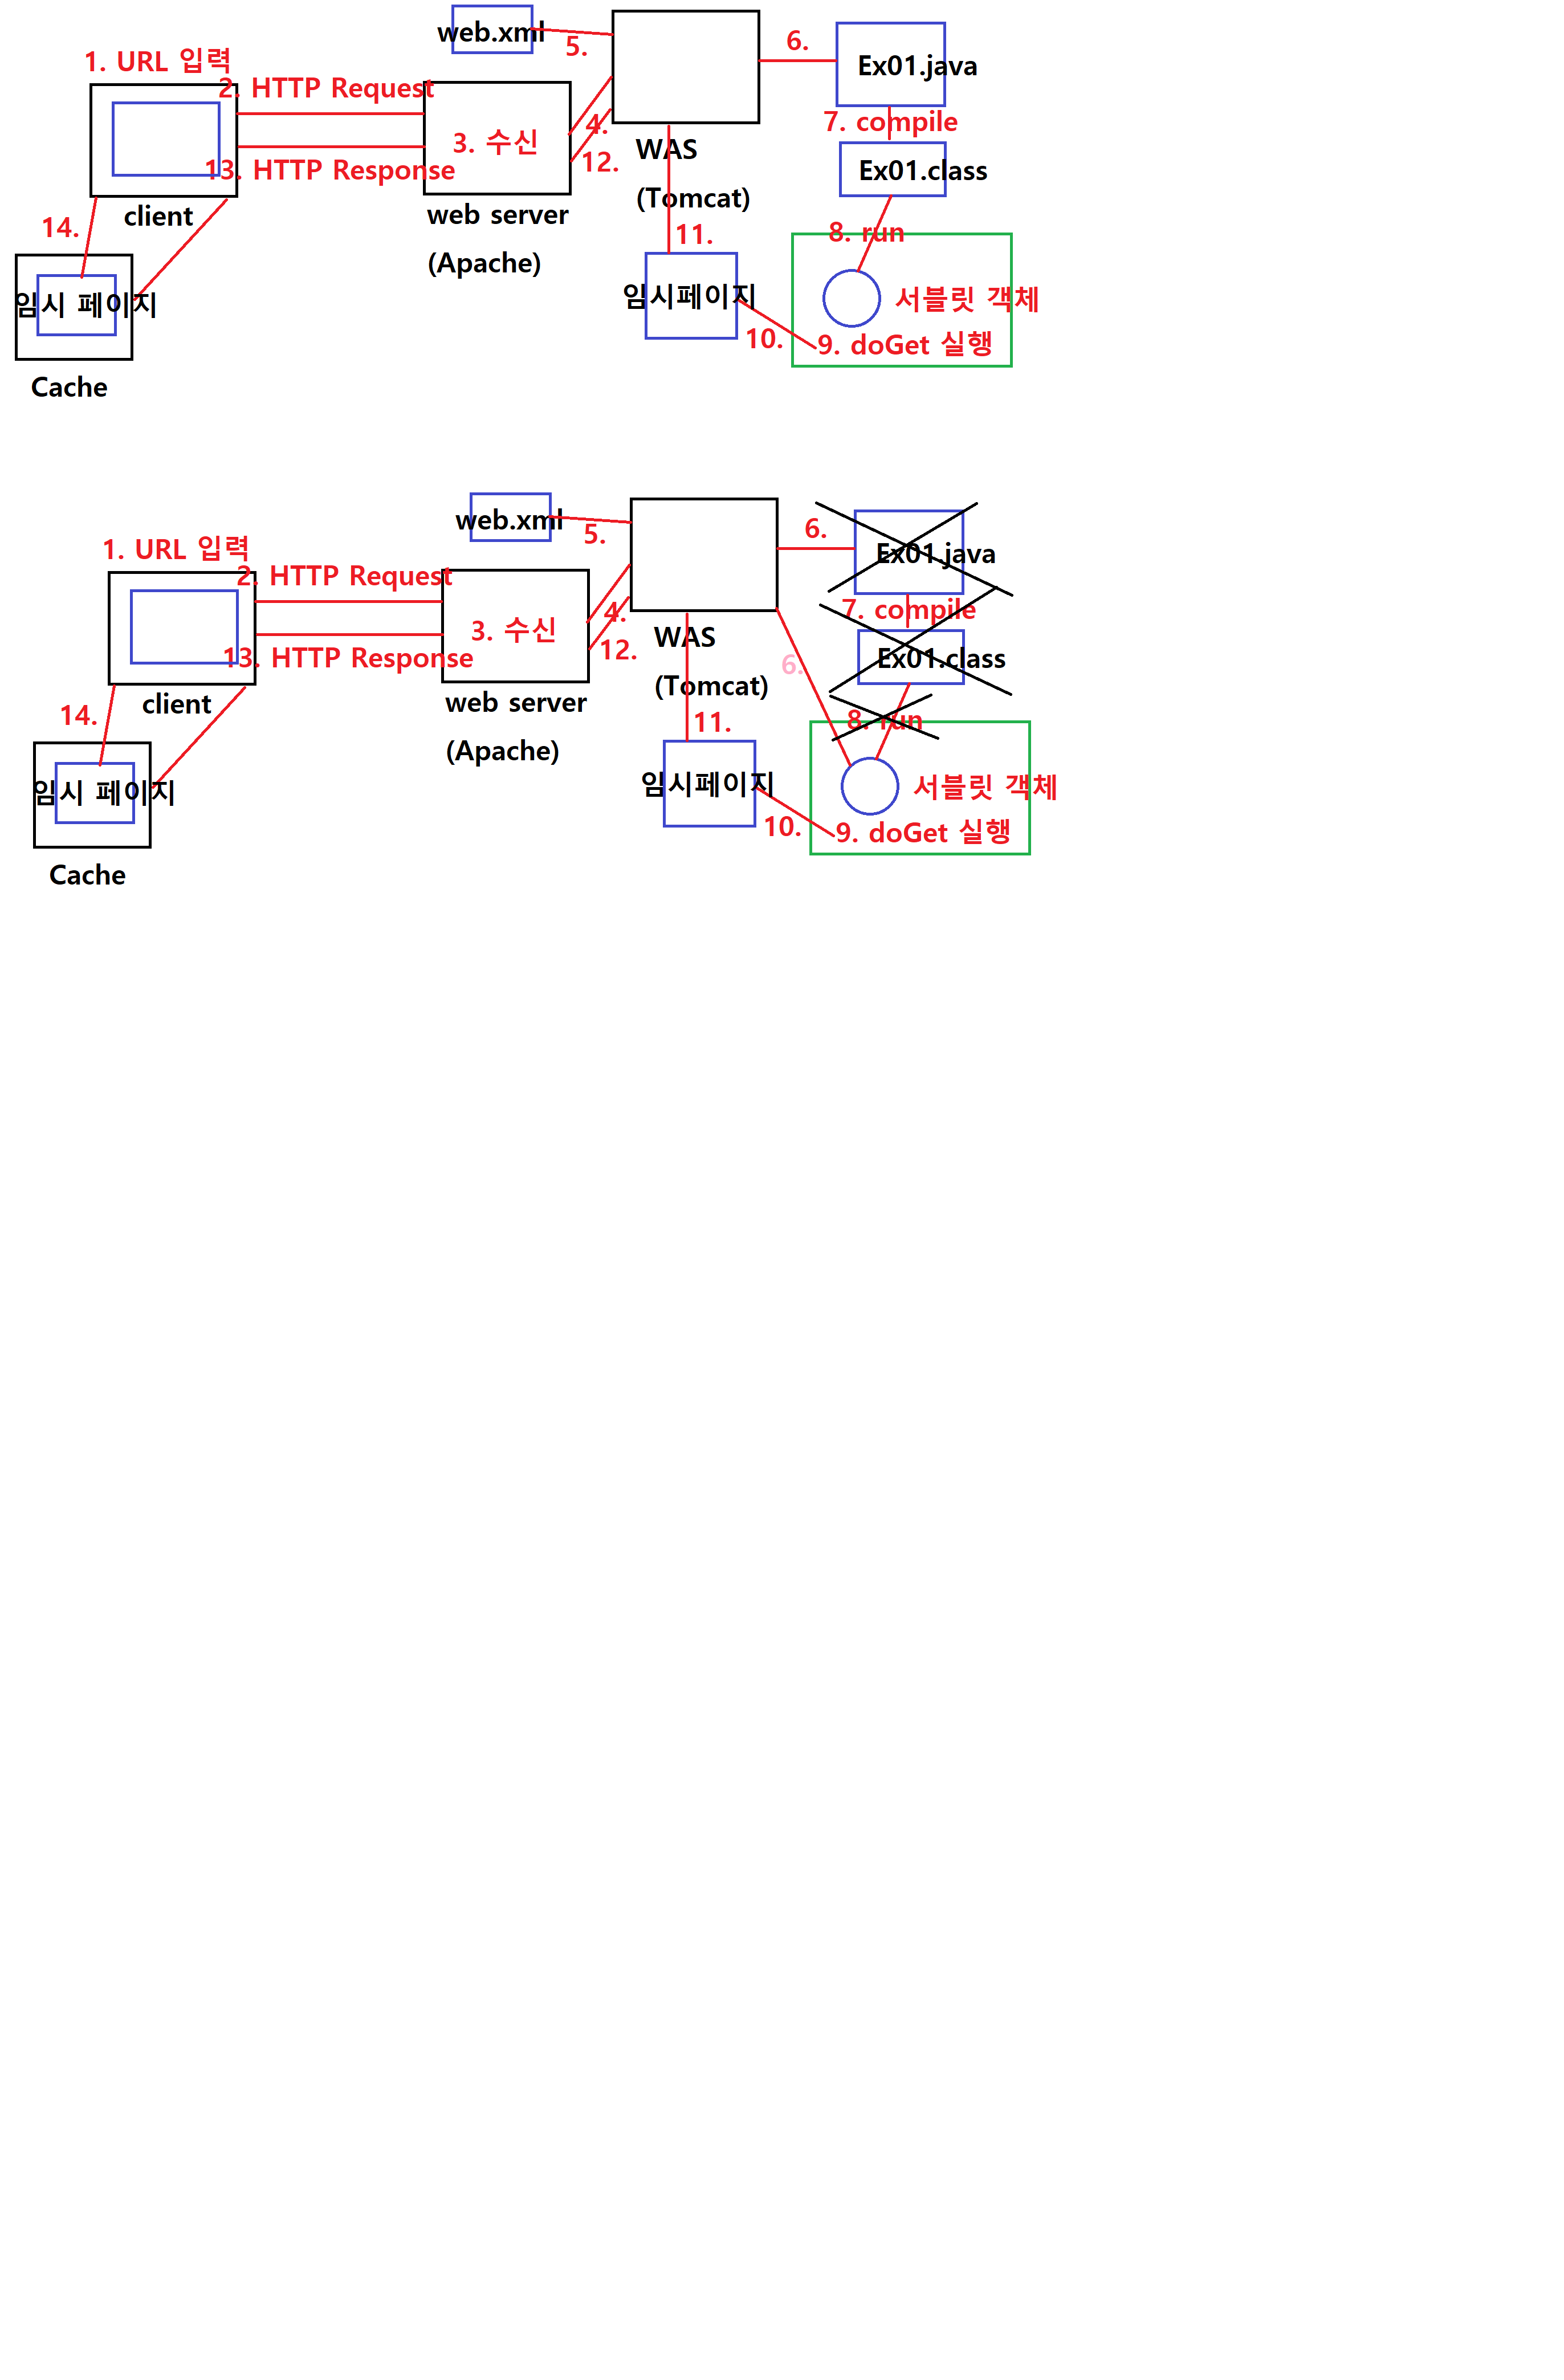 web.xml
5.
6.
Ex01.java
1. URL 입력
2. HTTP Request
3. 수신
4.
12.
7. compile
WAS
(Tomcat)
Ex01.class
13. HTTP Response
client
web server
(Apache)
14.
11.
8. run
임시 페이지
임시페이지
서블릿 객체
10.
9. doGet 실행
Cache
web.xml
5.
6.
Ex01.java
1. URL 입력
2. HTTP Request
3. 수신
4.
12.
7. compile
WAS
(Tomcat)
6.
Ex01.class
13. HTTP Response
client
web server
(Apache)
14.
11.
8. run
임시 페이지
임시페이지
서블릿 객체
10.
9. doGet 실행
Cache